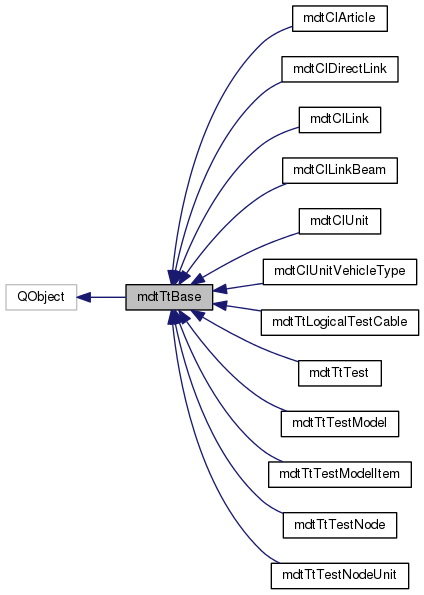 mdtClArticle
mdtClDirectLink
mdtClLink
mdtClLinkBeam
mdtClUnit
mdtClUnitVehicleType
QObject
mdtTtBase
mdtTtLogicalTestCable
mdtTtTest
mdtTtTestModel
mdtTtTestModelItem
mdtTtTestNode
mdtTtTestNodeUnit